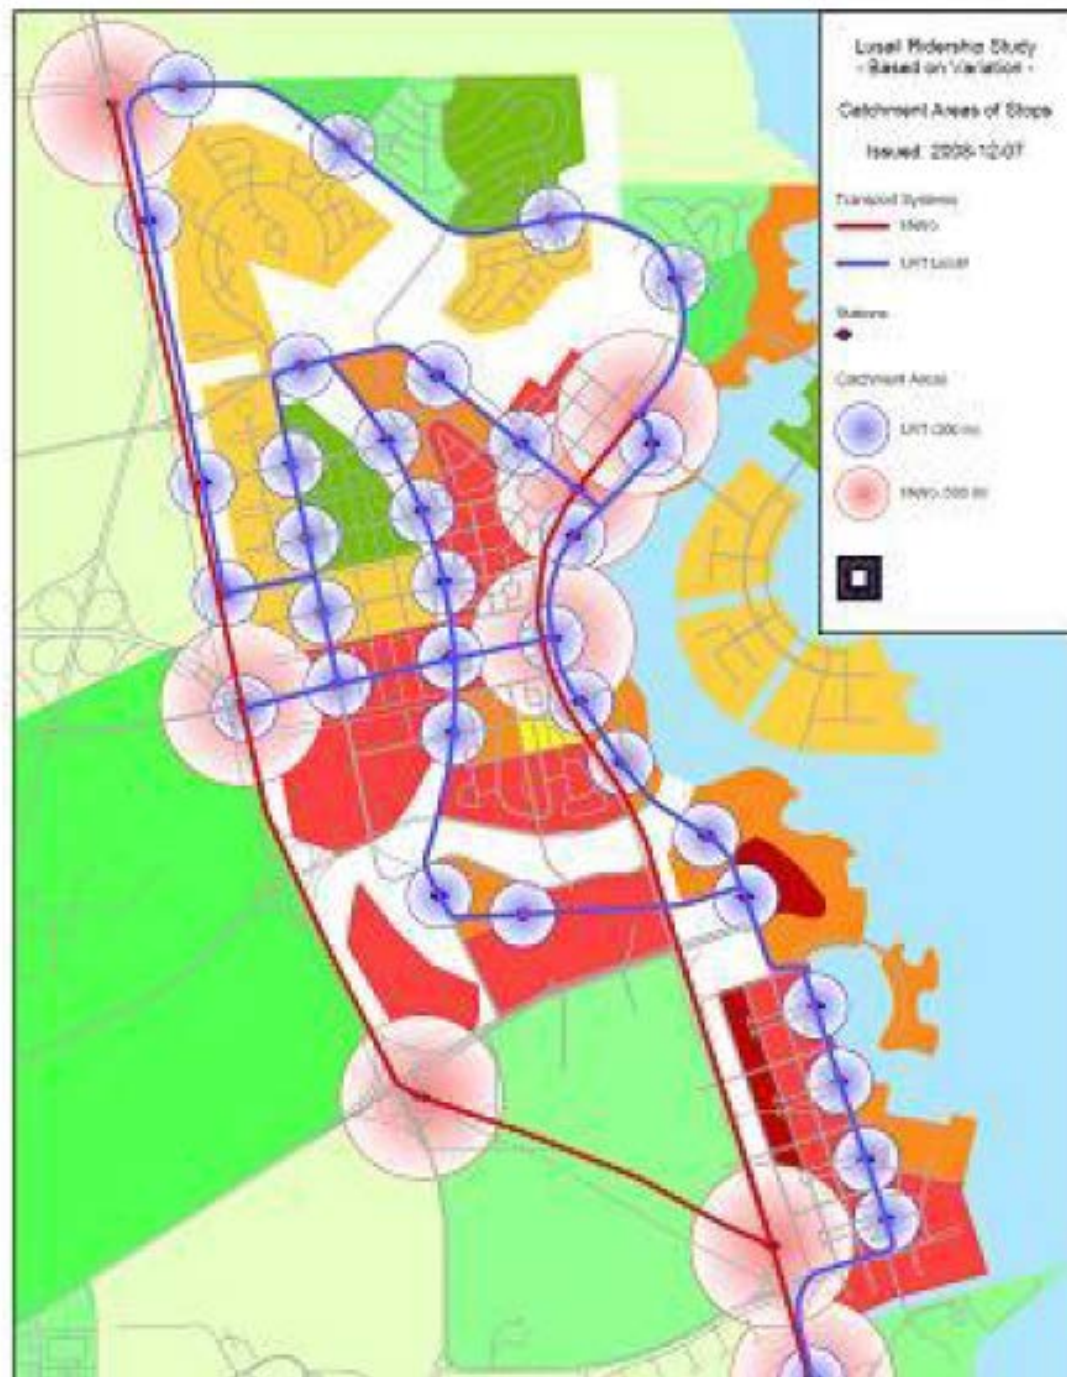 Lusail Ridership Study
- Based on Variation -
Catchment Areas of Stops
Issued: 2008-12-07
Transport Systems
LRT Lusail
Stations
Catchment Areas
LRT